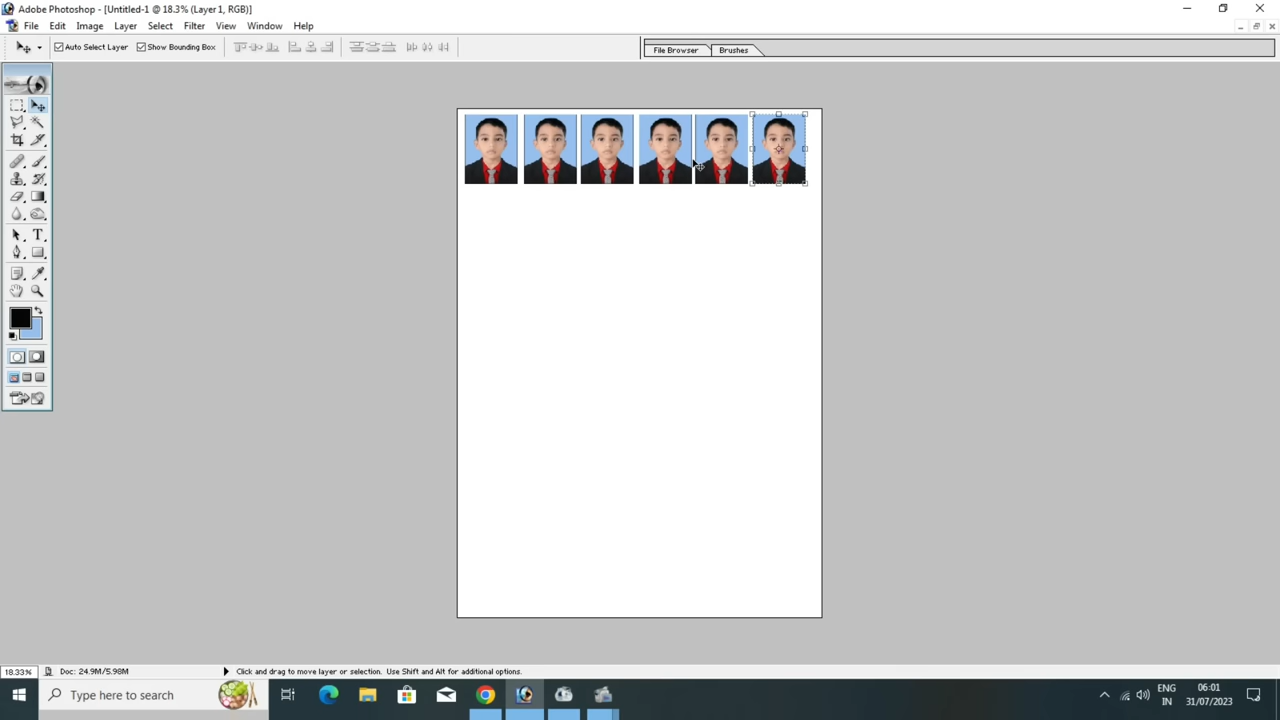 Adobe Photoshop - [Untitled-1 @ 18.3% (Layer 1, RGB)]
File Edit Image Layer Select Filter View Window Help
Auto Select Layer Show Bounding Box File Browser Brushes
T
18.33% Doc: 24.9M/5.98M Click and drag to move layer or selection. Use Shift and Alt for additional options.
Type here to search
ENG
IN
06:01
31/07/2023